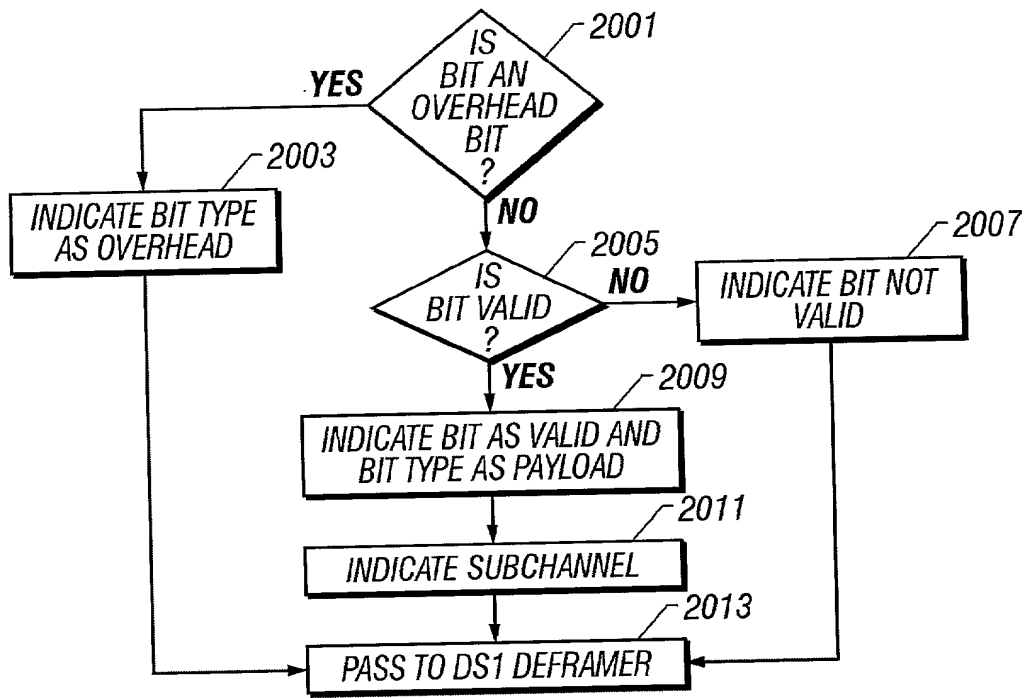 2001
IS
BIT AN
OVERHEAD
BIT
?
YES
2003
INDICATE BIT TYPE
AS OVERHEAD
NO
2005
IS
BIT VALID
?
NO
2007
INDICATE BIT NOT
VALID
YES
2009
INDICATE BIT AS VALID AND
BIT TYPE AS PAYLOAD
2011
INDICATE SUBCHANNEL
2013
PASS TO DS1 DEFRAMER